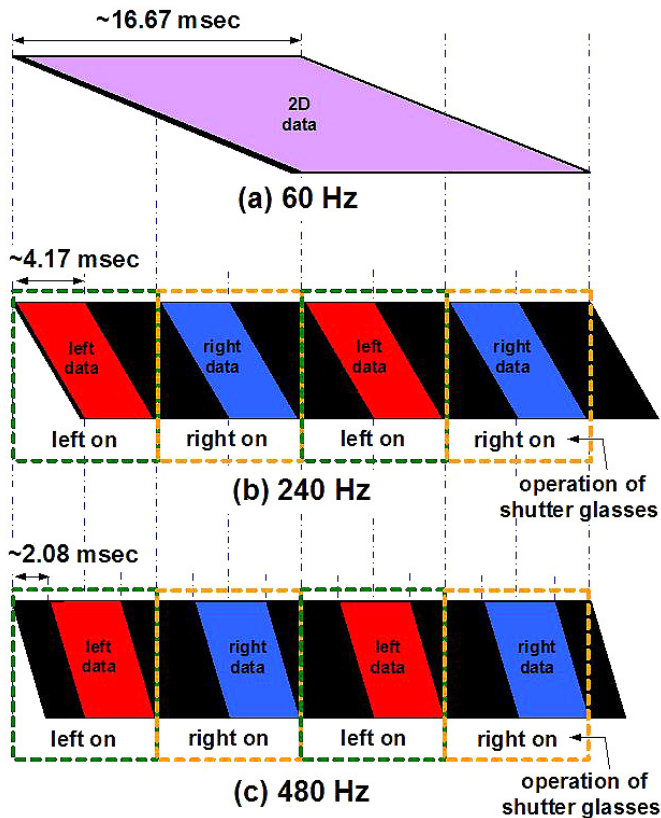 ~16.67 msec
2D
data
(a) 60 Hz
~4.17 msec
left
data
right
data
left
data
right
data
left on
right on
left on
right on
(b) 240 Hz
operation of
shutter glasses
~2.08 msec
left
data
right
data
left
data
right
data
left on
right on
left on
right on
(c) 480 Hz
operation of
shutter glasses